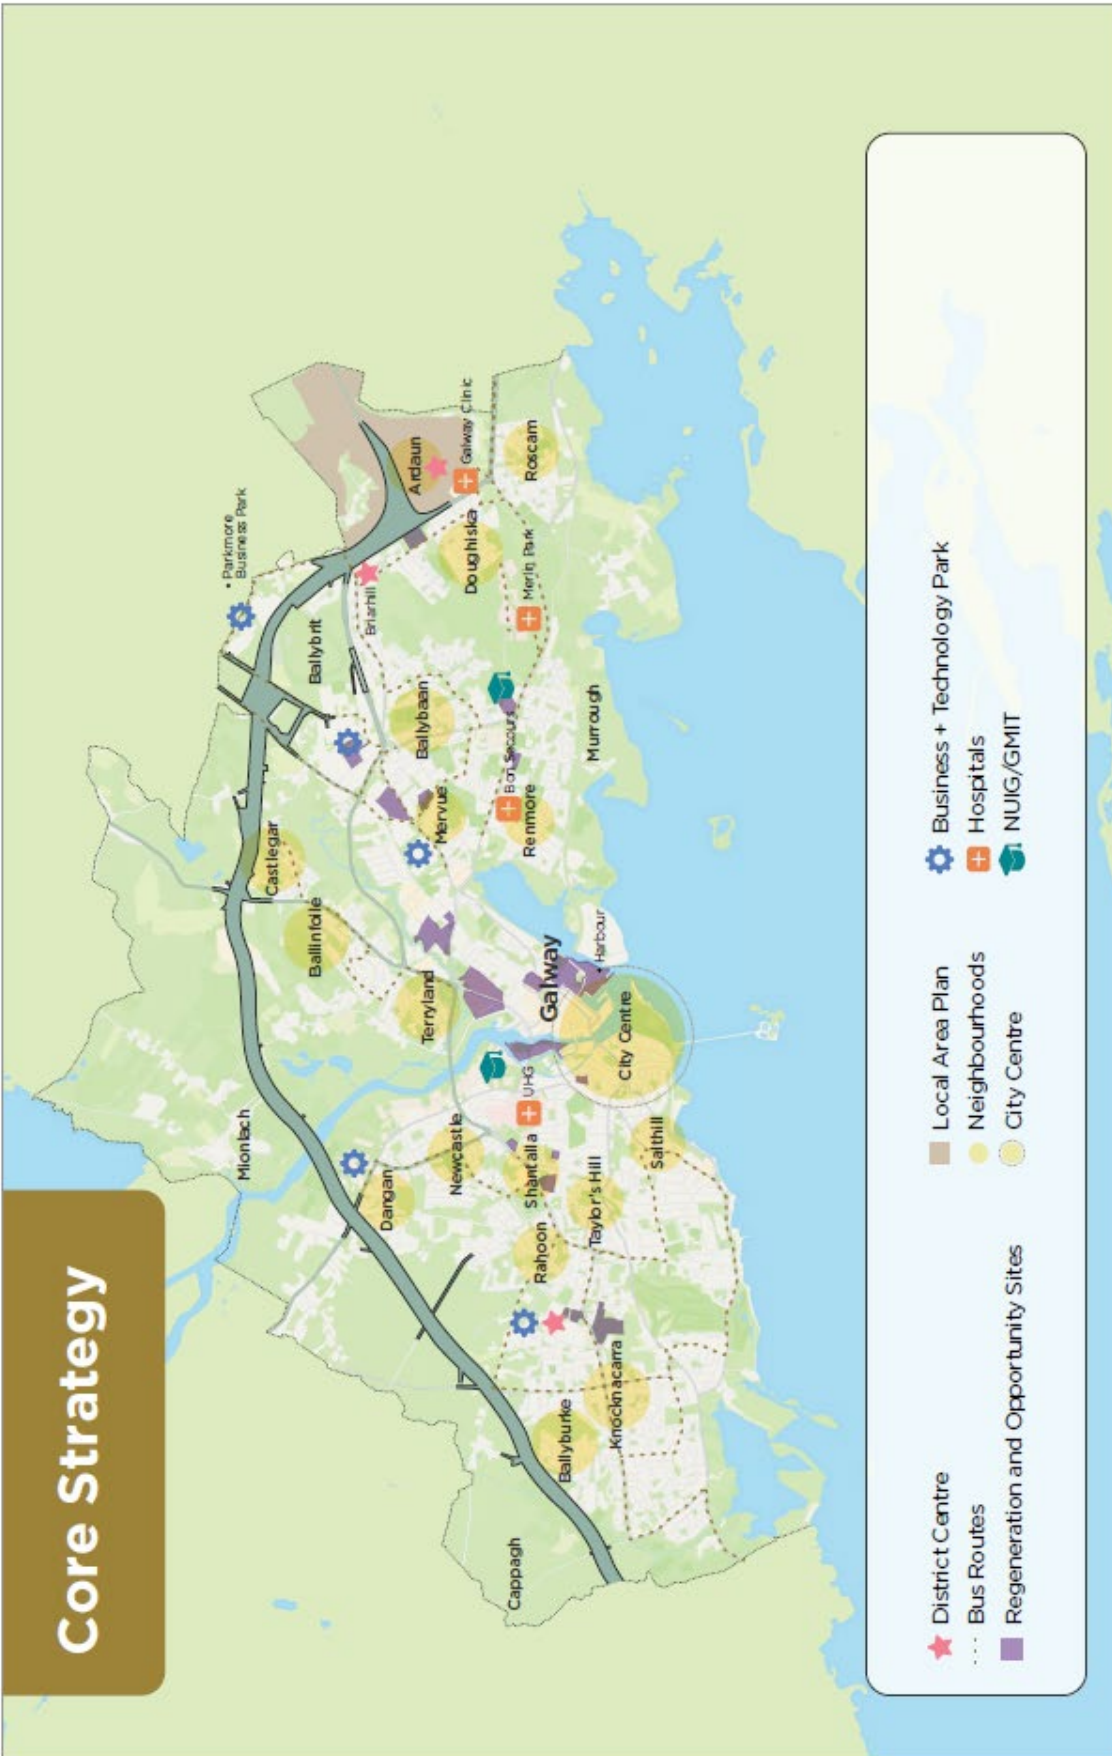 Core Strategy
• Parkmore
Business Park
Ballybrit
Briarhill
Ardaun
Galway Clinic
Roscam
Doughiska
Merlin Park
Ballybaan
Bon Secours
Murrough
Mervue
Renmore
Castlegar
Ballinfoile
Terryland
Galway
• Harbour
City Centre
UHG
Mionlach
Dangan
Newcastle
Shantalla
Salthill
Taylor's Hill
Rahoon
Knocknacarra
Ballyburke
Cappagh
District Centre
Bus Routes
Regeneration and Opportunity Sites
Local Area Plan
Neighbourhoods
City Centre
Business + Technology Park
Hospitals
NUIG/GMIT